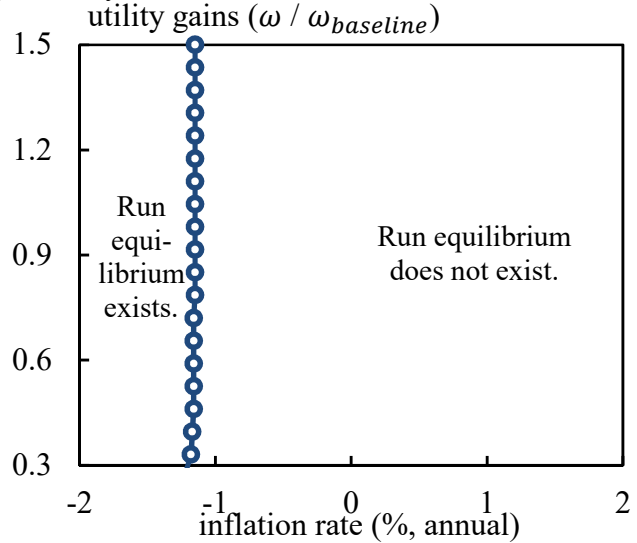 utility gains (ω / ω_baseline)
1.5
1.2
0.9
0.6
0.3
Run
equi-
librium
exists.
Run equilibrium
does not exist.
-2
-1
0
1
2
inflation rate (%, annual)